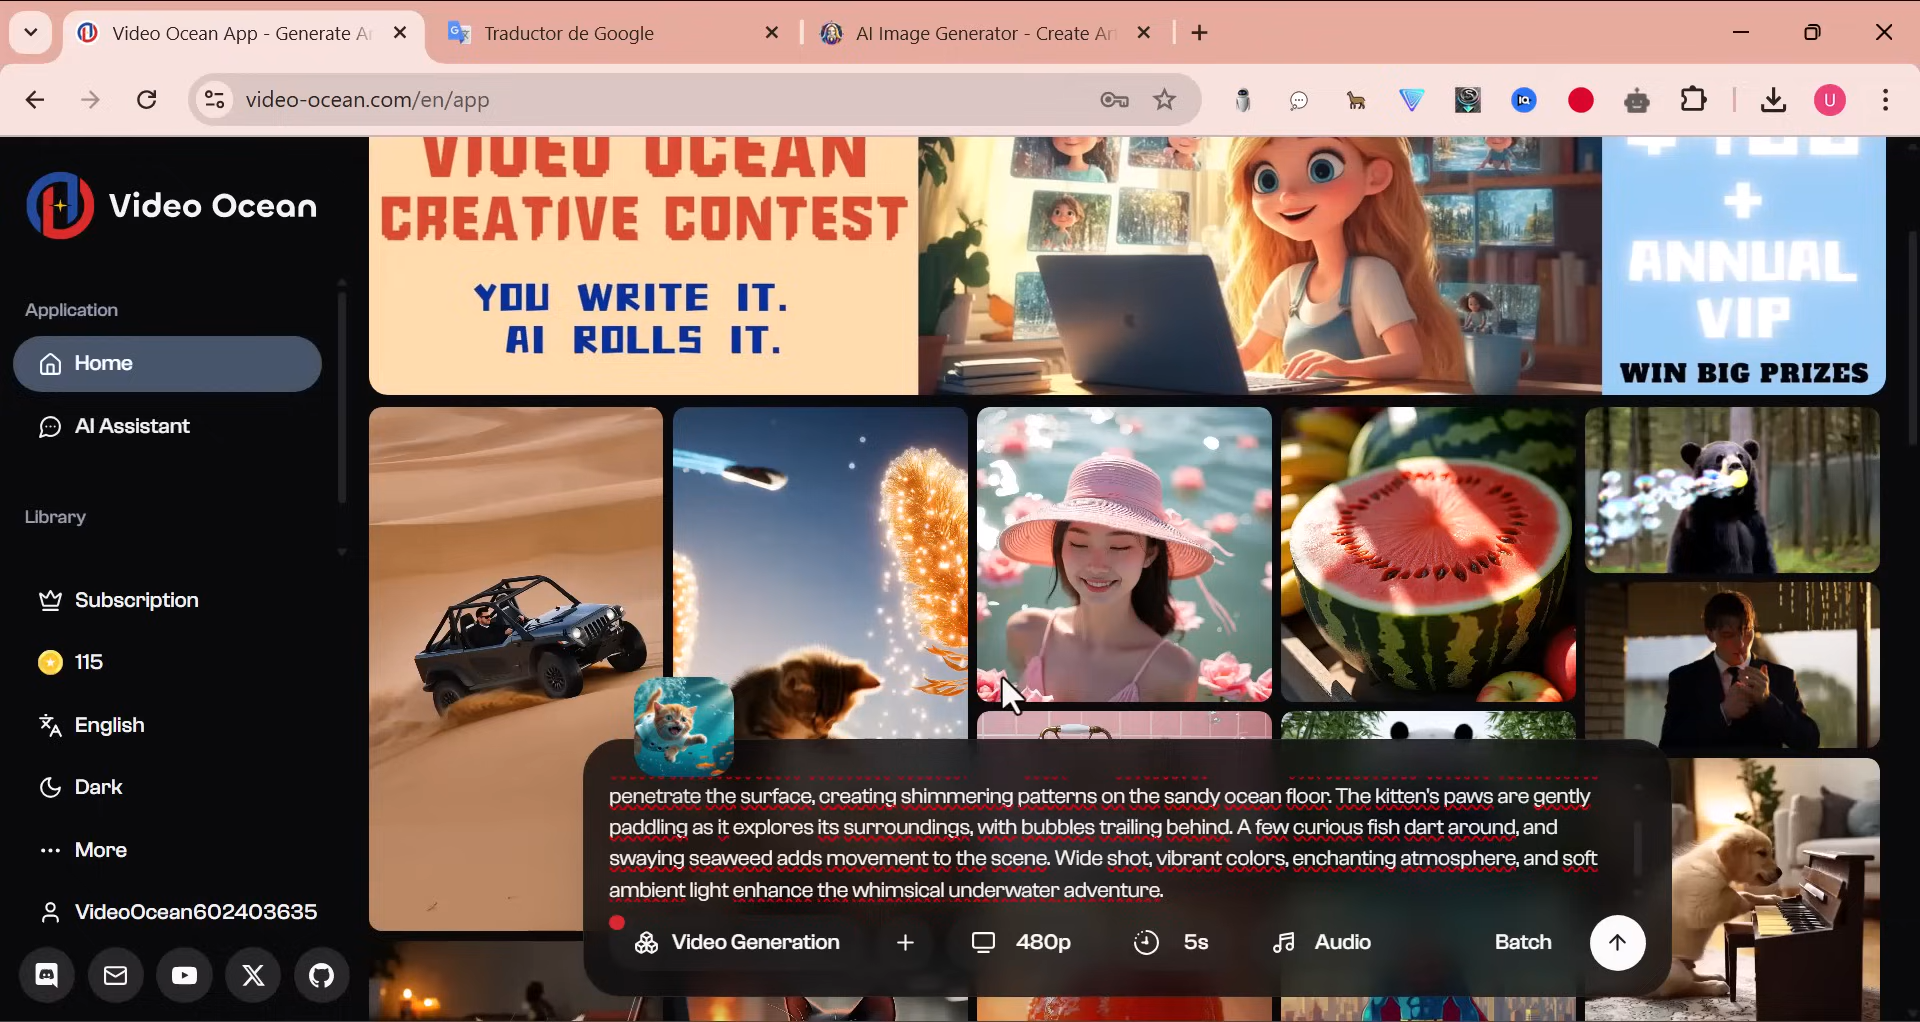 Video Ocean App - Generate Ar
Traductor de Google
AI Image Generator - Create Art
video-ocean.com/en/app
U
VIDEO OCEAN
CREATIVE CONTEST
YOU WRITE IT.
AI ROLLS IT.
+
ANNUAL
VIP
WIN BIG PRIZES
Video Ocean
Application
Home
AI Assistant
Library
Subscription
115
English
Dark
More
VideoOcean602403635
penetrate the surface, creating shimmering patterns on the sandy ocean floor. The kitten's paws are gently
paddling as it explores its surroundings, with bubbles trailing behind. A few curious fish dart around, and
swaying seaweed adds movement to the scene. Wide shot, vibrant colors, enchanting atmosphere, and soft
ambient light enhance the whimsical underwater adventure.
Video Generation
480p
5s
Audio
Batch